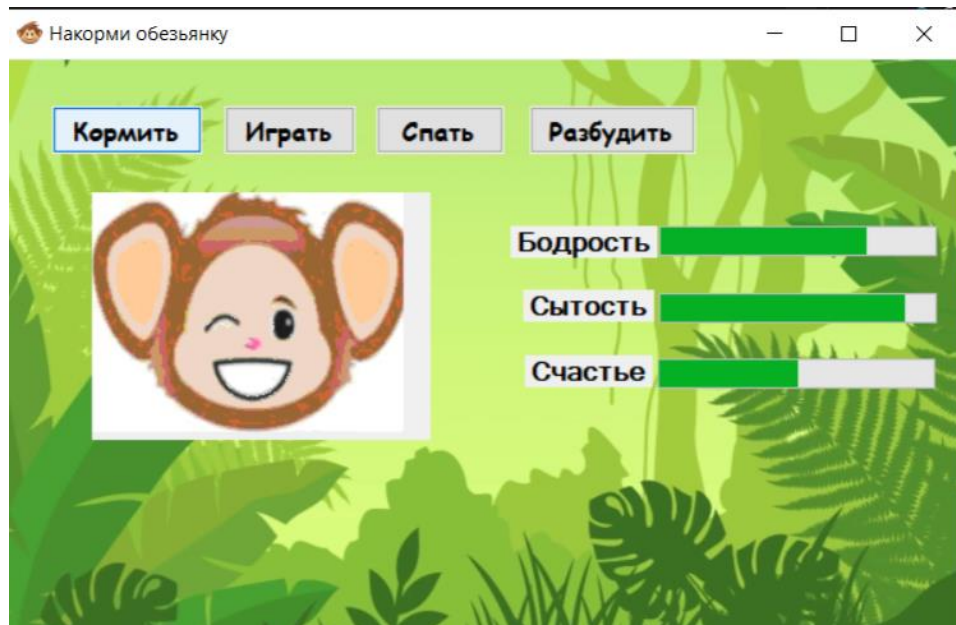 Накорми обезьянку
Кормить Играть Спать Разбудить
Бодрость
Сытость
Счастье